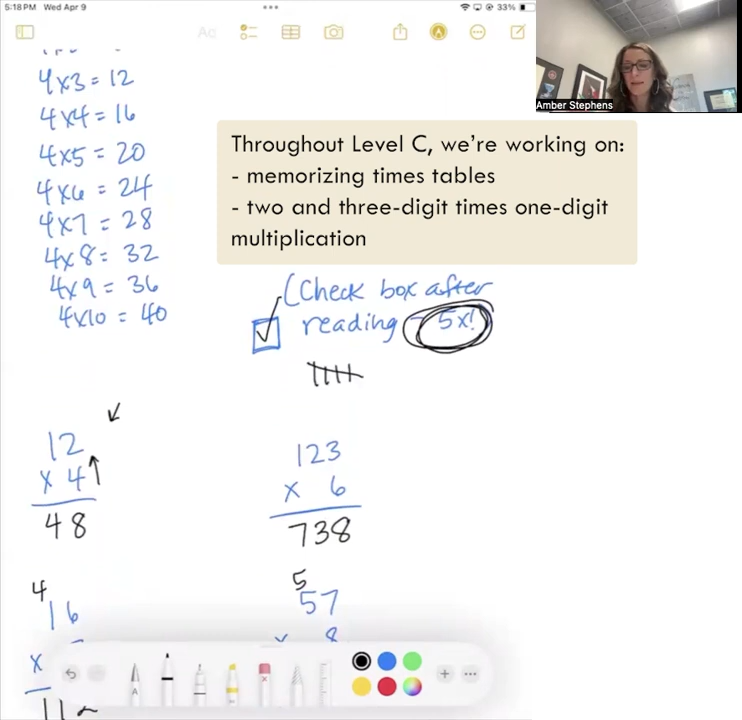 5:18 PM Wed Apr 9
33%
Amber Stephens
4x3 = 12
4x4 = 16
4x5 = 20
4x6 = 24
4x7 = 28
4x8 = 32
4x9 = 36
4x10 = 40
Throughout Level C, we're working on:
- memorizing times tables
- two and three-digit times one-digit
multiplication
(Check box after
reading - 5x!)
12
x 4
48
123
x 6
738
4
16
x
5
57
x 8
A